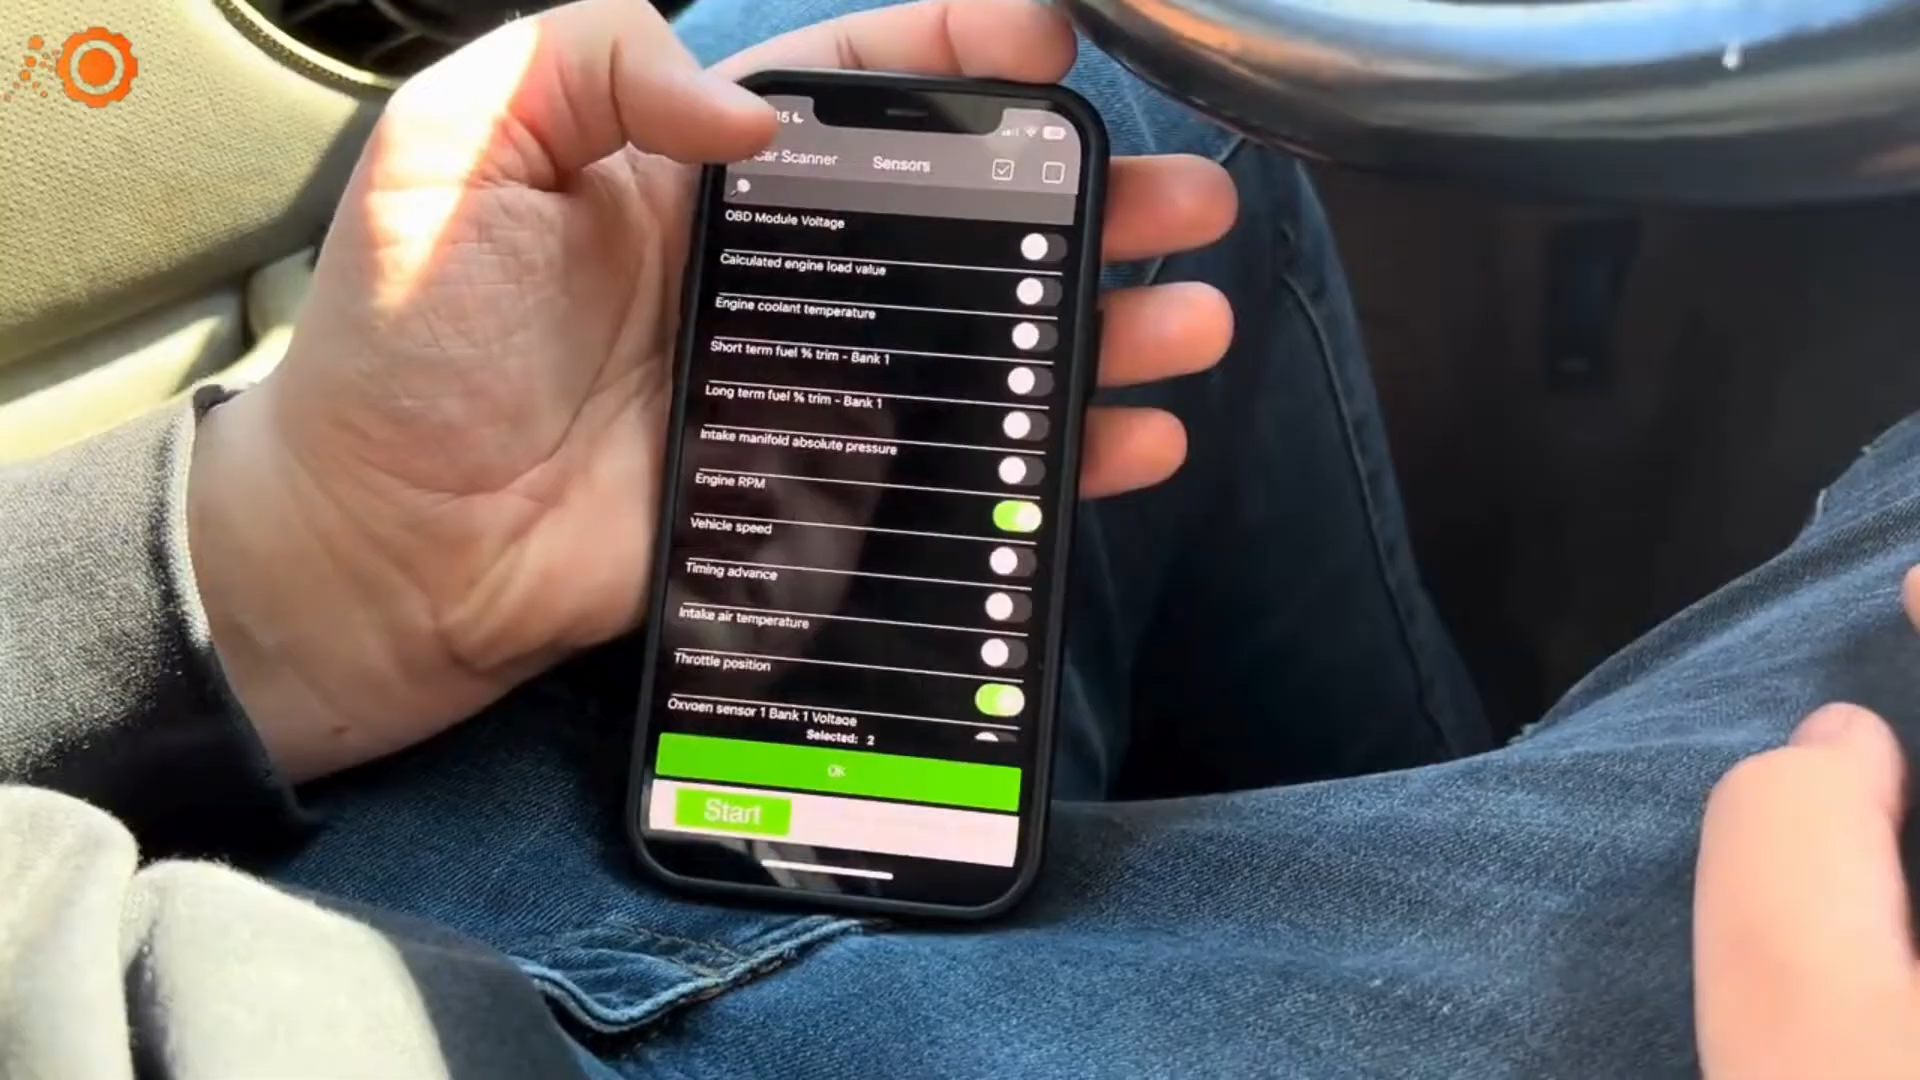 Car Scanner
Sensors
OBD Module Voltage
Calculated engine load value
Engine coolant temperature
Short term fuel % trim - Bank 1
Long term fuel % trim - Bank 1
Intake manifold absolute pressure
Engine RPM
Vehicle speed
Timing advance
Intake air temperature
Throttle position
Oxygen sensor 1 Bank 1 Voltage
Selected: 2
OK
Start